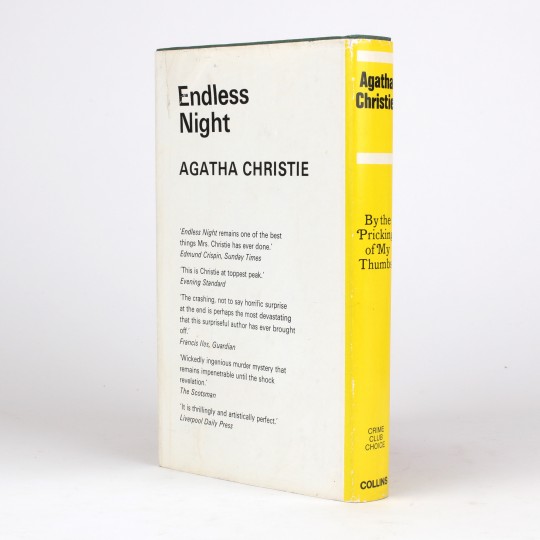 Endless
Night
AGATHA CHRISTIE
'Endless Night remains one of the best
things Mrs. Christie has ever done.'
Edmund Crispin, Sunday Times
'This is Christie at toppest peak.'
Evening Standard
'The crashing, not to say horrific surprise
at the end is perhaps the most devastating
that this surpriseful author has ever brought
off.'
Francis Iles, Guardian
'Wickedly ingenious murder mystery that
remains impenetrable until the shock
revelation.'
The Scotsman
'It is thrillingly and artistically perfect.'
Liverpool Daily Press
Agatha
Christie
By the
Pricking
of My
Thumbs
CRIME
CLUB
CHOICE
COLLINS